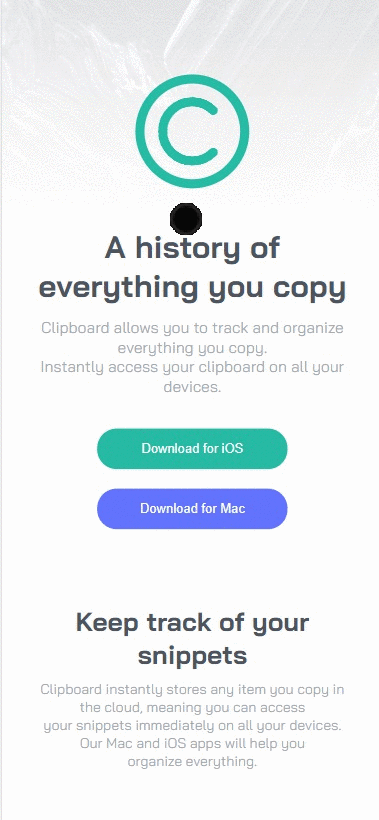 C
A history of
everything you copy
Clipboard allows you to track and organize
everything you copy.
Instantly access your clipboard on all your
devices.
Download for iOS
Download for Mac
Keep track of your
snippets
Clipboard instantly stores any item you copy in
the cloud, meaning you can access
your snippets immediately on all your devices.
Our Mac and iOS apps will help you
organize everything.